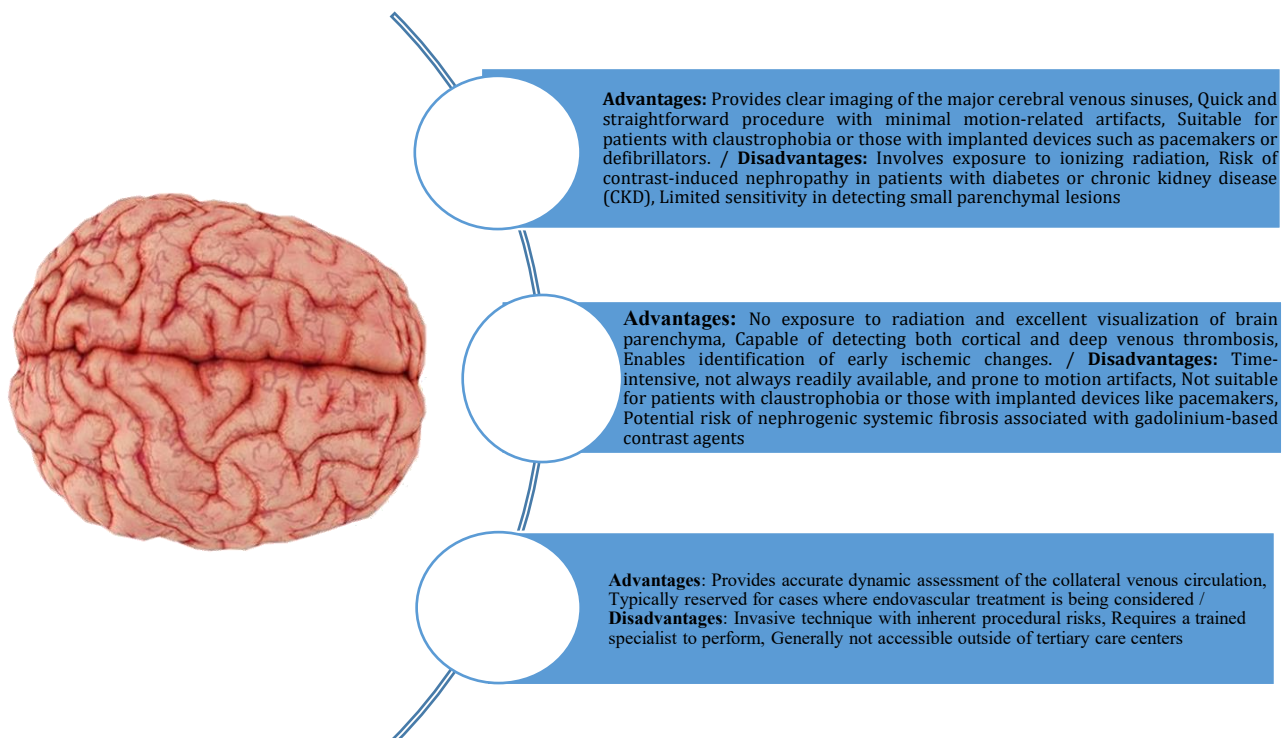 Advantages: Provides clear imaging of the major cerebral venous sinuses, Quick and
straightforward procedure with minimal motion-related artifacts, Suitable for
patients with claustrophobia or those with implanted devices such as pacemakers or
defibrillators. / Disadvantages: Involves exposure to ionizing radiation, Risk of
contrast-induced nephropathy in patients with diabetes or chronic kidney disease
(CKD), Limited sensitivity in detecting small parenchymal lesions
Advantages: No exposure to radiation and excellent visualization of brain
parenchyma, Capable of detecting both cortical and deep venous thrombosis,
Enables identification of early ischemic changes. / Disadvantages: Time-
intensive, not always readily available, and prone to motion artifacts, Not suitable
for patients with claustrophobia or those with implanted devices like pacemakers,
Potential risk of nephrogenic systemic fibrosis associated with gadolinium-based
contrast agents
Advantages: Provides accurate dynamic assessment of the collateral venous circulation,
Typically reserved for cases where endovascular treatment is being considered /
Disadvantages: Invasive technique with inherent procedural risks, Requires a trained
specialist to perform, Generally not accessible outside of tertiary care centers